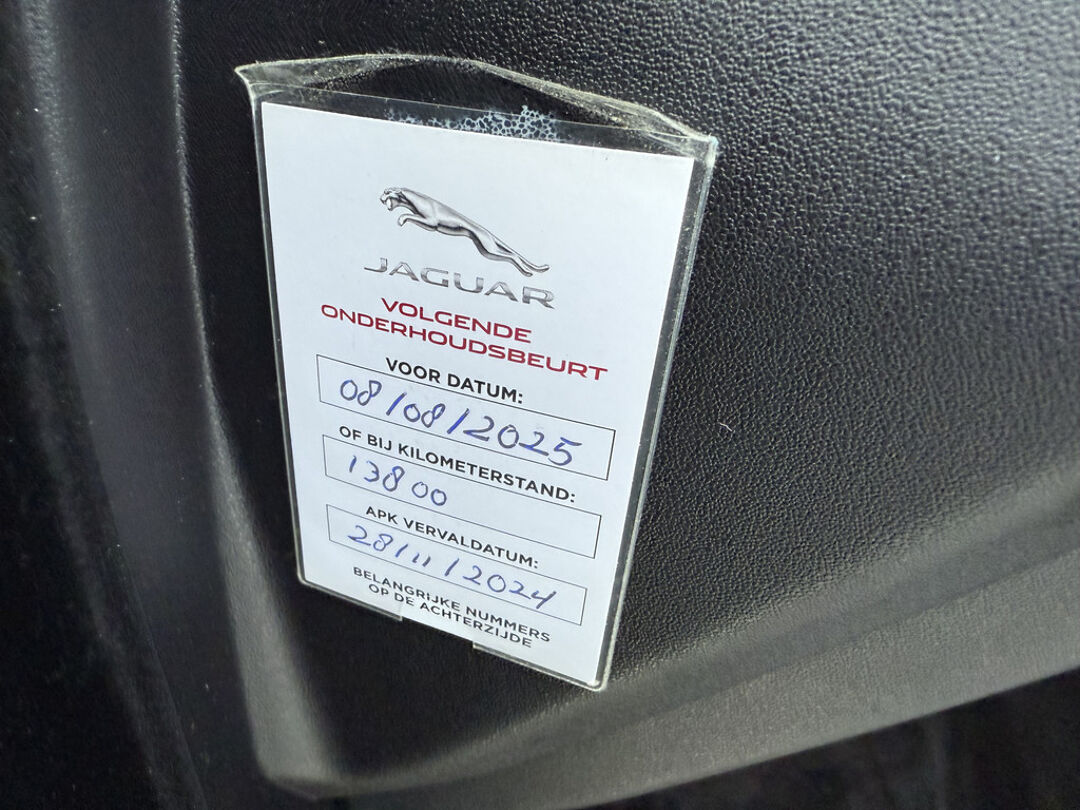 JAGUAR
VOLGENDE
ONDERHOUDSBEURT
VOOR DATUM:
08/08/2025
OF BIJ KILOMETERSTAND:
13800
APK VERVALDATUM:
28/11/2024
BELANGRIJKE NUMMERS
OP DE ACHTERZIJDE